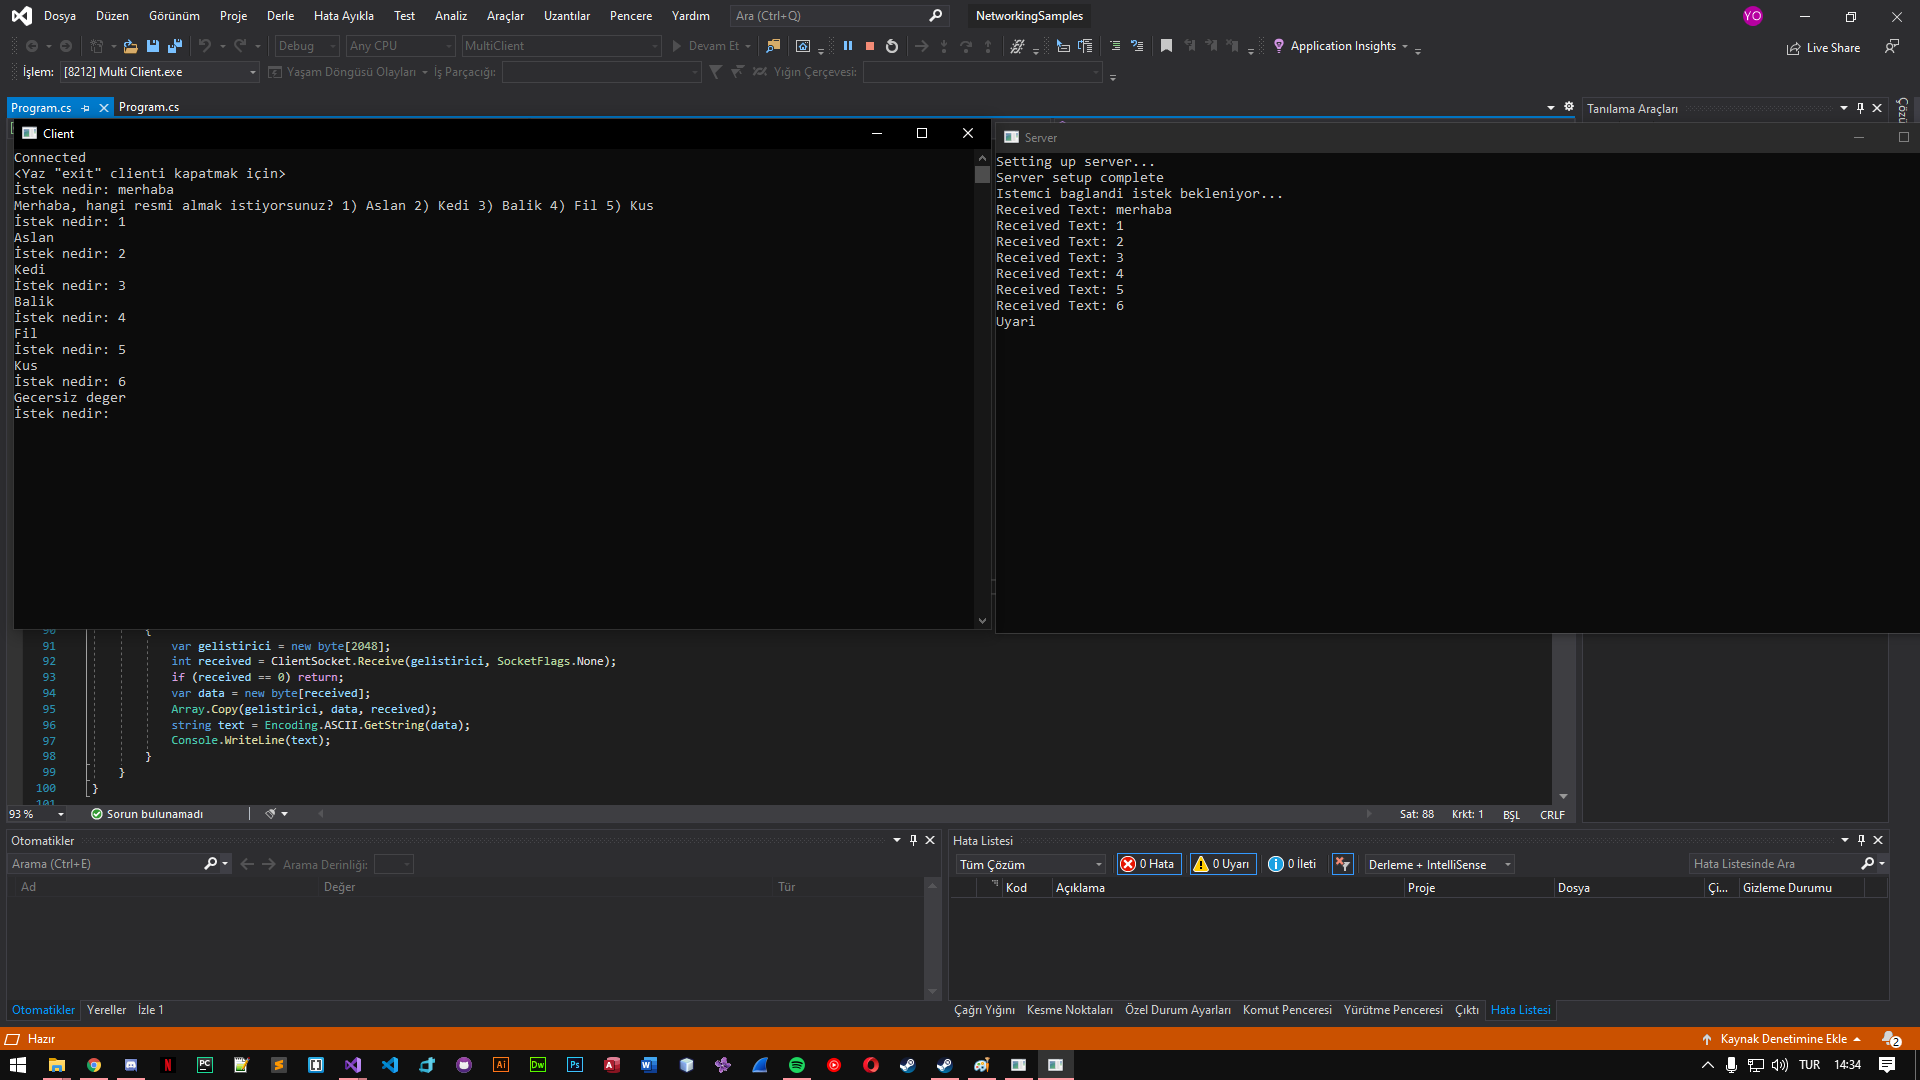 Dosya Düzen Görünüm Proje Derle Hata Ayıkla Test Analiz Araçlar Uzantılar Pencere Yardım Ara (Ctrl+Q) NetworkingSamples YO
Debug Any CPU MultiClient Devam Et Application Insights Live Share
İşlem: [8212] Multi Client.exe Yaşam Döngüsü Olayları İş Parçacığı: Yığın Çerçevesi:
Program.cs Program.cs Tanılama Araçları
Client
Connected
<Yaz "exit" clienti kapatmak için>
İstek nedir: merhaba
Merhaba, hangi resmi almak istiyorsunuz? 1) Aslan 2) Kedi 3) Balik 4) Fil 5) Kus
İstek nedir: 1
Aslan
İstek nedir: 2
Kedi
İstek nedir: 3
Balik
İstek nedir: 4
Fil
İstek nedir: 5
Kus
İstek nedir: 6
Gecersiz deger
İstek nedir:
Server
Setting up server...
Server setup complete
Istemci baglandi istek bekleniyor...
Received Text: merhaba
Received Text: 1
Received Text: 2
Received Text: 3
Received Text: 4
Received Text: 5
Received Text: 6
Uyari
90 {
91 var gelistirici = new byte[2048];
92 int received = ClientSocket.Receive(gelistirici, SocketFlags.None);
93 if (received == 0) return;
94 var data = new byte[received];
95 Array.Copy(gelistirici, data, received);
96 string text = Encoding.ASCII.GetString(data);
97 Console.WriteLine(text);
98 }
99 }
100 }
101
93 % Sorun bulunamadı Sat: 88 Krkt: 1 BŞL CRLF
Otomatikler
Arama (Ctrl+E) Arama Derinliği:
Ad Değer Tür
Otomatikler Yereller İzle 1
Hata Listesi
Tüm Çözüm 0 Hata 0 Uyarı 0 İleti Derleme + IntelliSense Hata Listesinde Ara
Kod Açıklama Proje Dosya Çi... Gizleme Durumu
Çağrı Yığını Kesme Noktaları Özel Durum Ayarları Komut Penceresi Yürütme Penceresi Çıktı Hata Listesi
Hazır Kaynak Denetimine Ekle 2
PC Ai Dw Ps TUR 14:34